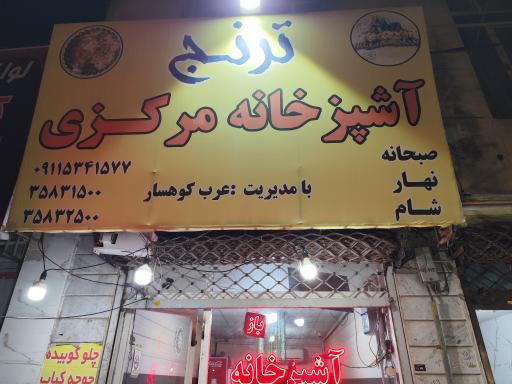 ترنج
آشپزخانه مرکزی
صبحانه
نهار
شام
با مدیریت : عرب کوهسار
۰۹۱۱۵۳۴۱۵۷۷
۳۵۸۳۱۵۰۰
۳۵۸۳۲۵۰۰
باز
آشپزخانه
چلو کوبیده
جوجه کباب